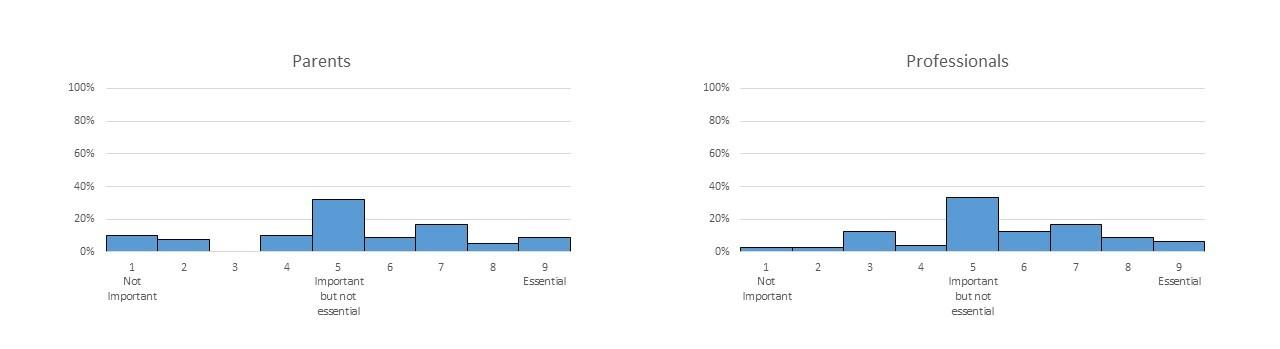 Parents
100%
80%
60%
40%
20%
0%
1 2 3 4 5 6 7 8 9
Not Important Essential
Important but not
essential
Professionals
100%
80%
60%
40%
20%
0%
1 2 3 4 5 6 7 8 9
Not Important Essential
Important but not
essential